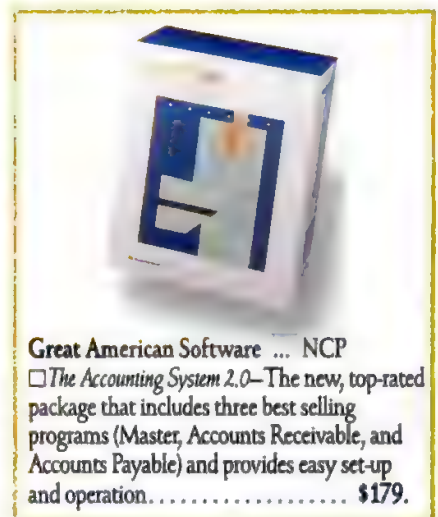 Great American Software ... NCP
☐ The Accounting System 2.0—The new, top-rated
package that includes three best selling
programs (Master, Accounts Receivable, and
Accounts Payable) and provides easy set-up
and operation................... $179.